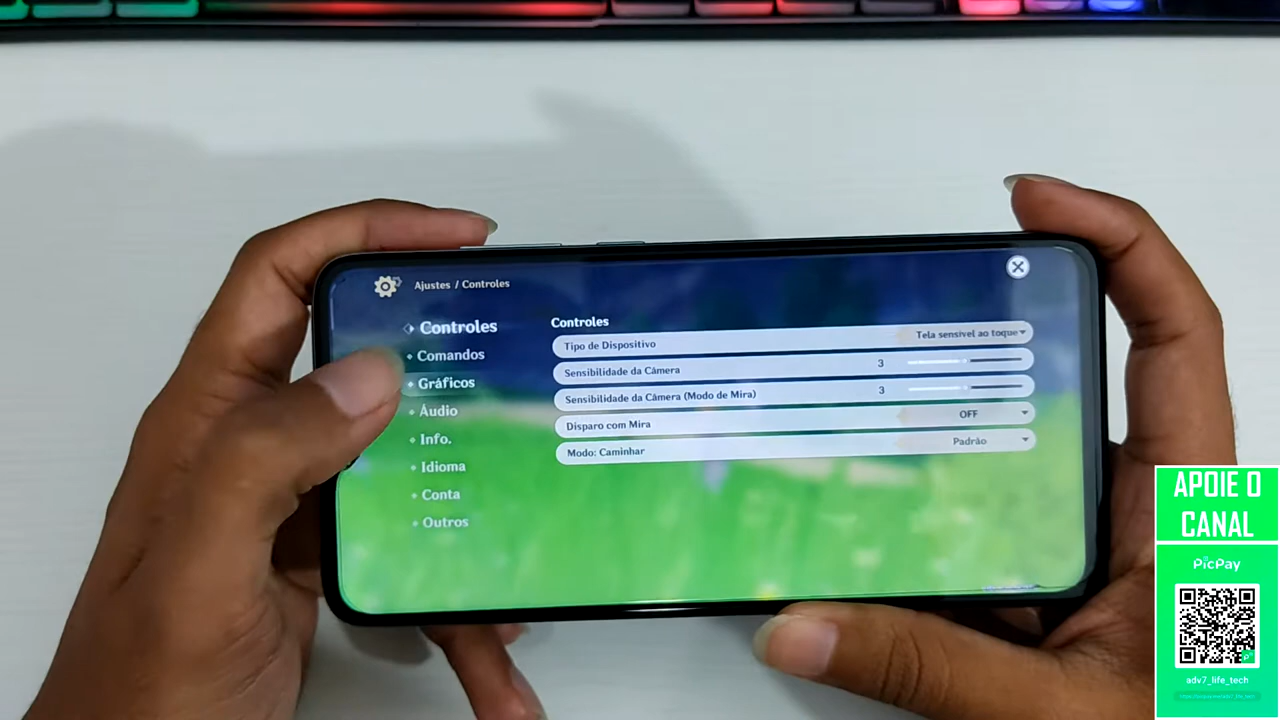 Ajustes / Controles
Controles
Comandos
Gráficos
Áudio
Info.
Idioma
Conta
Outros
Controles
Tipo de Dispositivo
Tela sensível ao toque
Sensibilidade da Câmera
3
Sensibilidade da Câmera (Modo de Mira)
3
Disparo com Mira
OFF
Modo: Caminhar
Padrão
APOIE O
CANAL
PicPay
adv7_life_tech